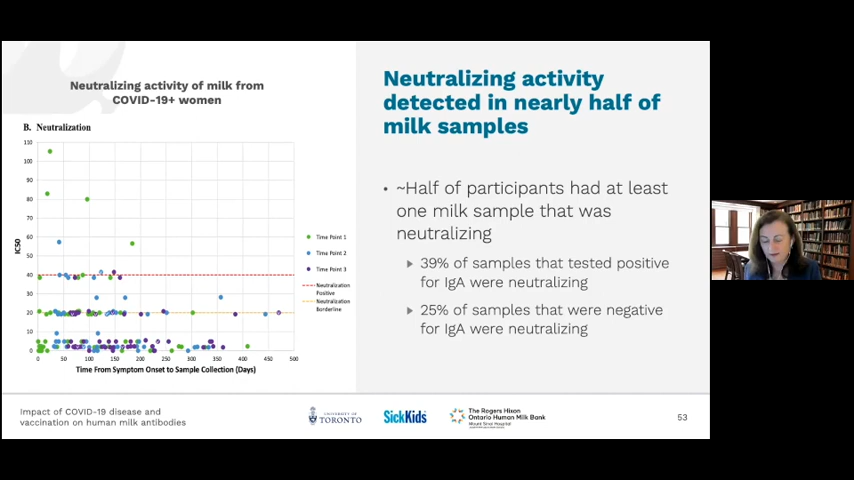 Neutralizing activity of milk from
COVID-19+ women
B. Neutralization
110
100
90
80
70
60
50
40
30
20
10
0
IC50
0 50 100 150 200 250 300 350 400 450 500
Time From Symptom Onset to Sample Collection (Days)
Time Point 1
Time Point 2
Time Point 3
Neutralization
Positive
Neutralization
Borderline
Neutralizing activity
detected in nearly half of
milk samples
• ~Half of participants had at least
one milk sample that was
neutralizing
39% of samples that tested positive
for IgA were neutralizing
25% of samples that were negative
for IgA were neutralizing
Impact of COVID-19 disease and
vaccination on human milk antibodies
UNIVERSITY OF
TORONTO
SickKids
The Rogers Hixon
Ontario Human Milk Bank
Mount Sinai Hospital
53